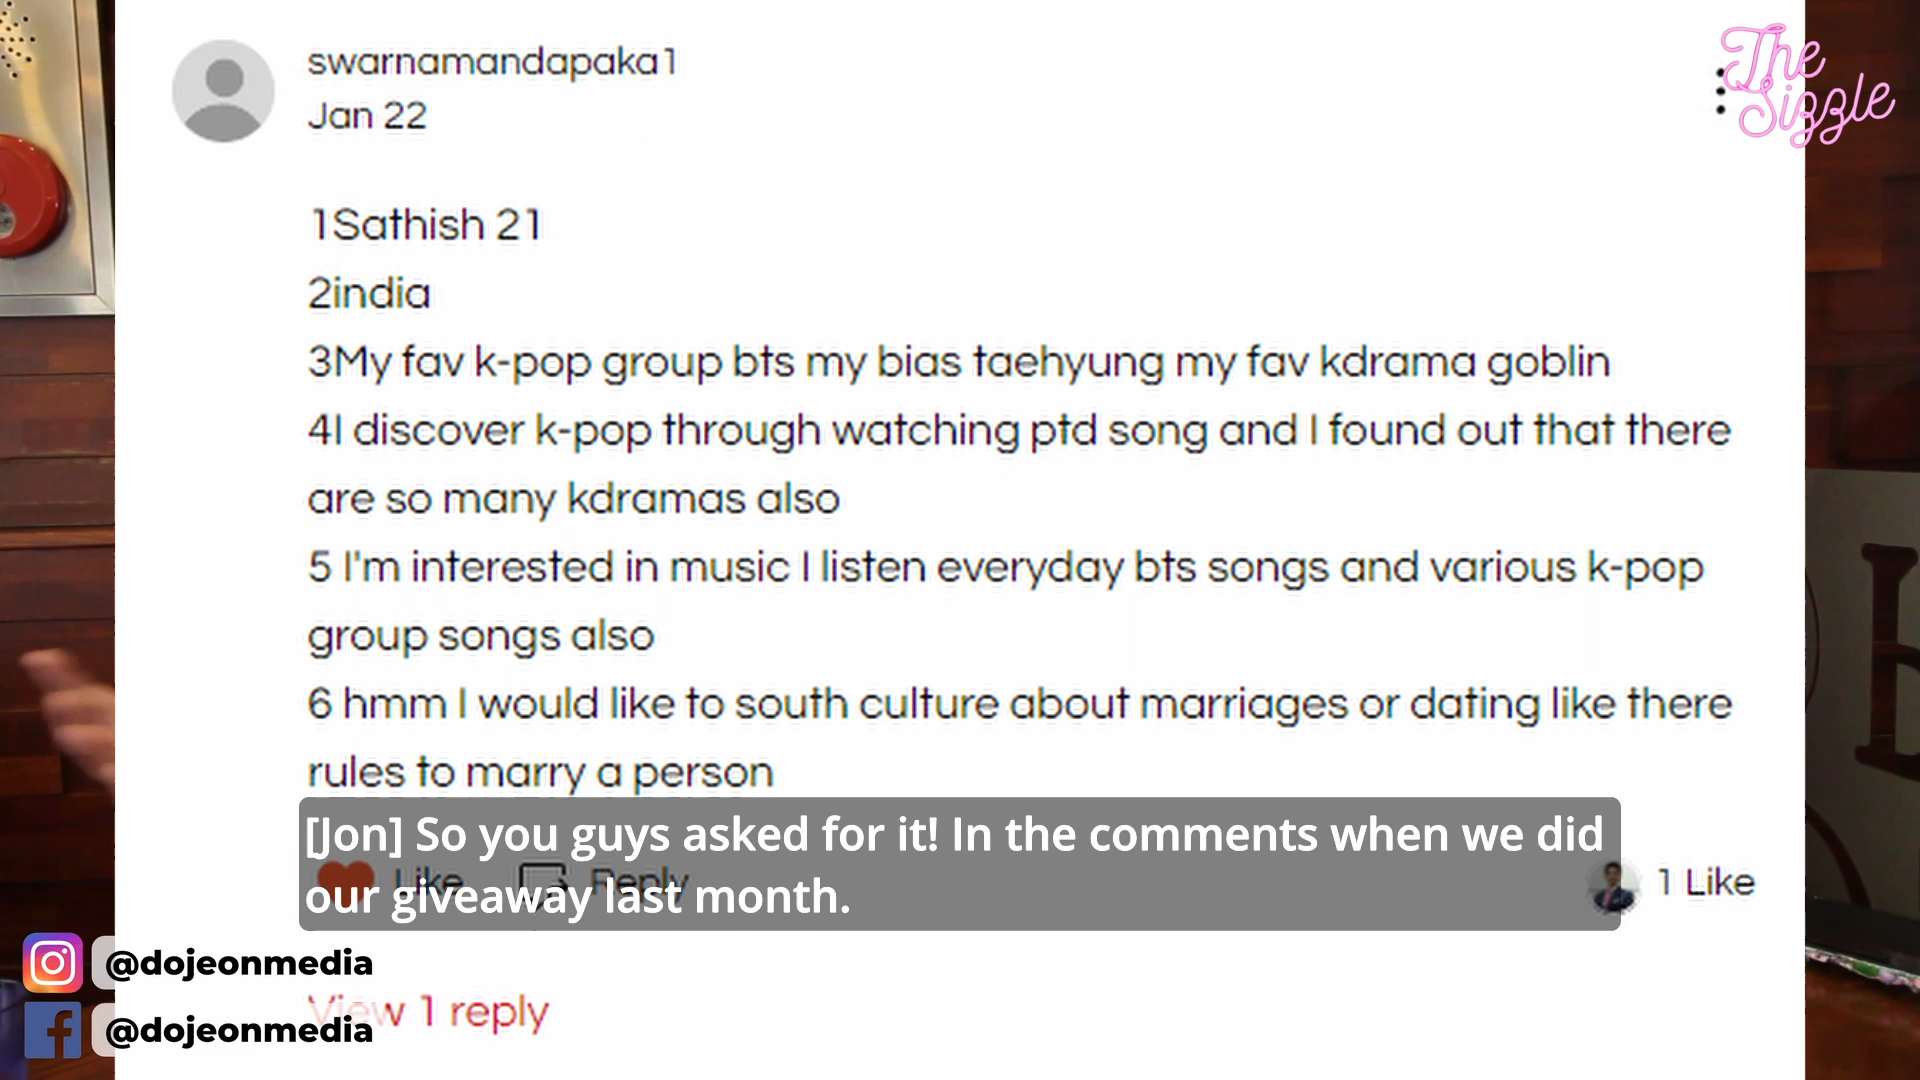 swarnamandapaka1
Jan 22
The
Sizzle
1Sathish 21
2india
3My fav k-pop group bts my bias taehyung my fav kdrama goblin
4I discover k-pop through watching ptd song and I found out that there
are so many kdramas also
5 I'm interested in music I listen everyday bts songs and various k-pop
group songs also
6 hmm I would like to south culture about marriages or dating like there
rules to marry a person
[Jon] So you guys asked for it! In the comments when we did
our giveaway last month.
Like
Reply
1 Like
@dojeonmedia
View 1 reply
@dojeonmedia